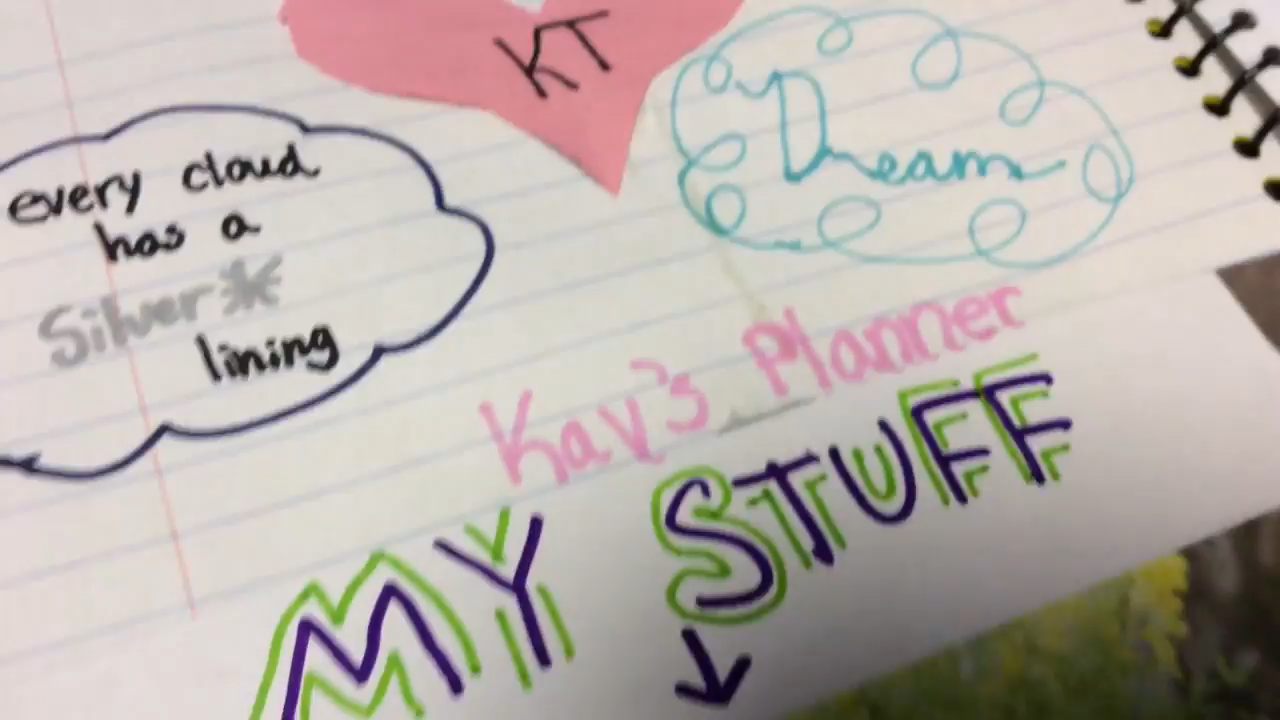 KT
Dream
every cloud
has a
Silver
lining
Kay's Planner
MY STUFF